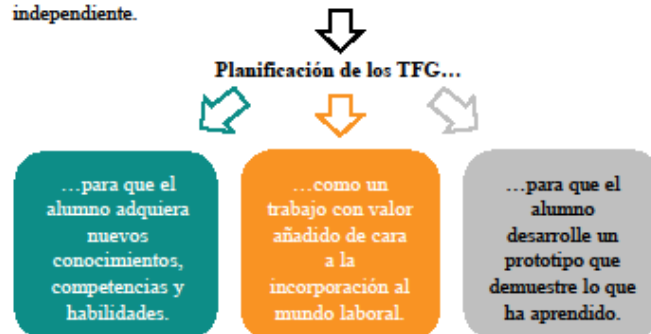 independiente.
Planificación de los TFG…
…para que el
alumno adquiera
nuevos
conocimientos,
competencias y
habilidades.
…como un
trabajo con valor
añadido de cara
a la
incorporación al
mundo laboral.
…para que el
alumno
desarrolle un
prototipo que
demuestre lo que
ha aprendido.